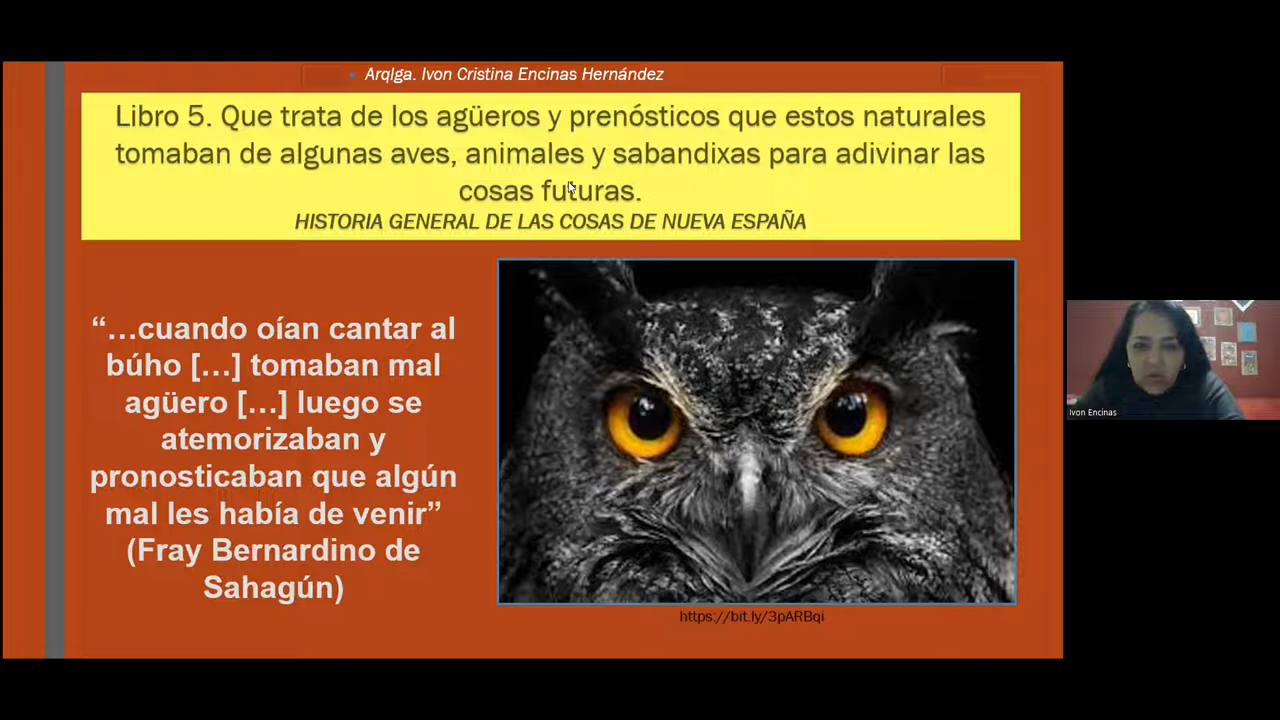 Arqlga. Ivon Cristina Encinas Hernández
Libro 5. Que trata de los agüeros y prenósticos que estos naturales
tomaban de algunas aves, animales y sabandixas para adivinar las
cosas futuras.
HISTORIA GENERAL DE LAS COSAS DE NUEVA ESPAÑA
“…cuando oían cantar al
búho […] tomaban mal
agüero […] luego se
atemorizaban y
pronosticaban que algún
mal les había de venir”
(Fray Bernardino de
Sahagún)
https://bit.ly/3pARBqi
Ivon Encinas